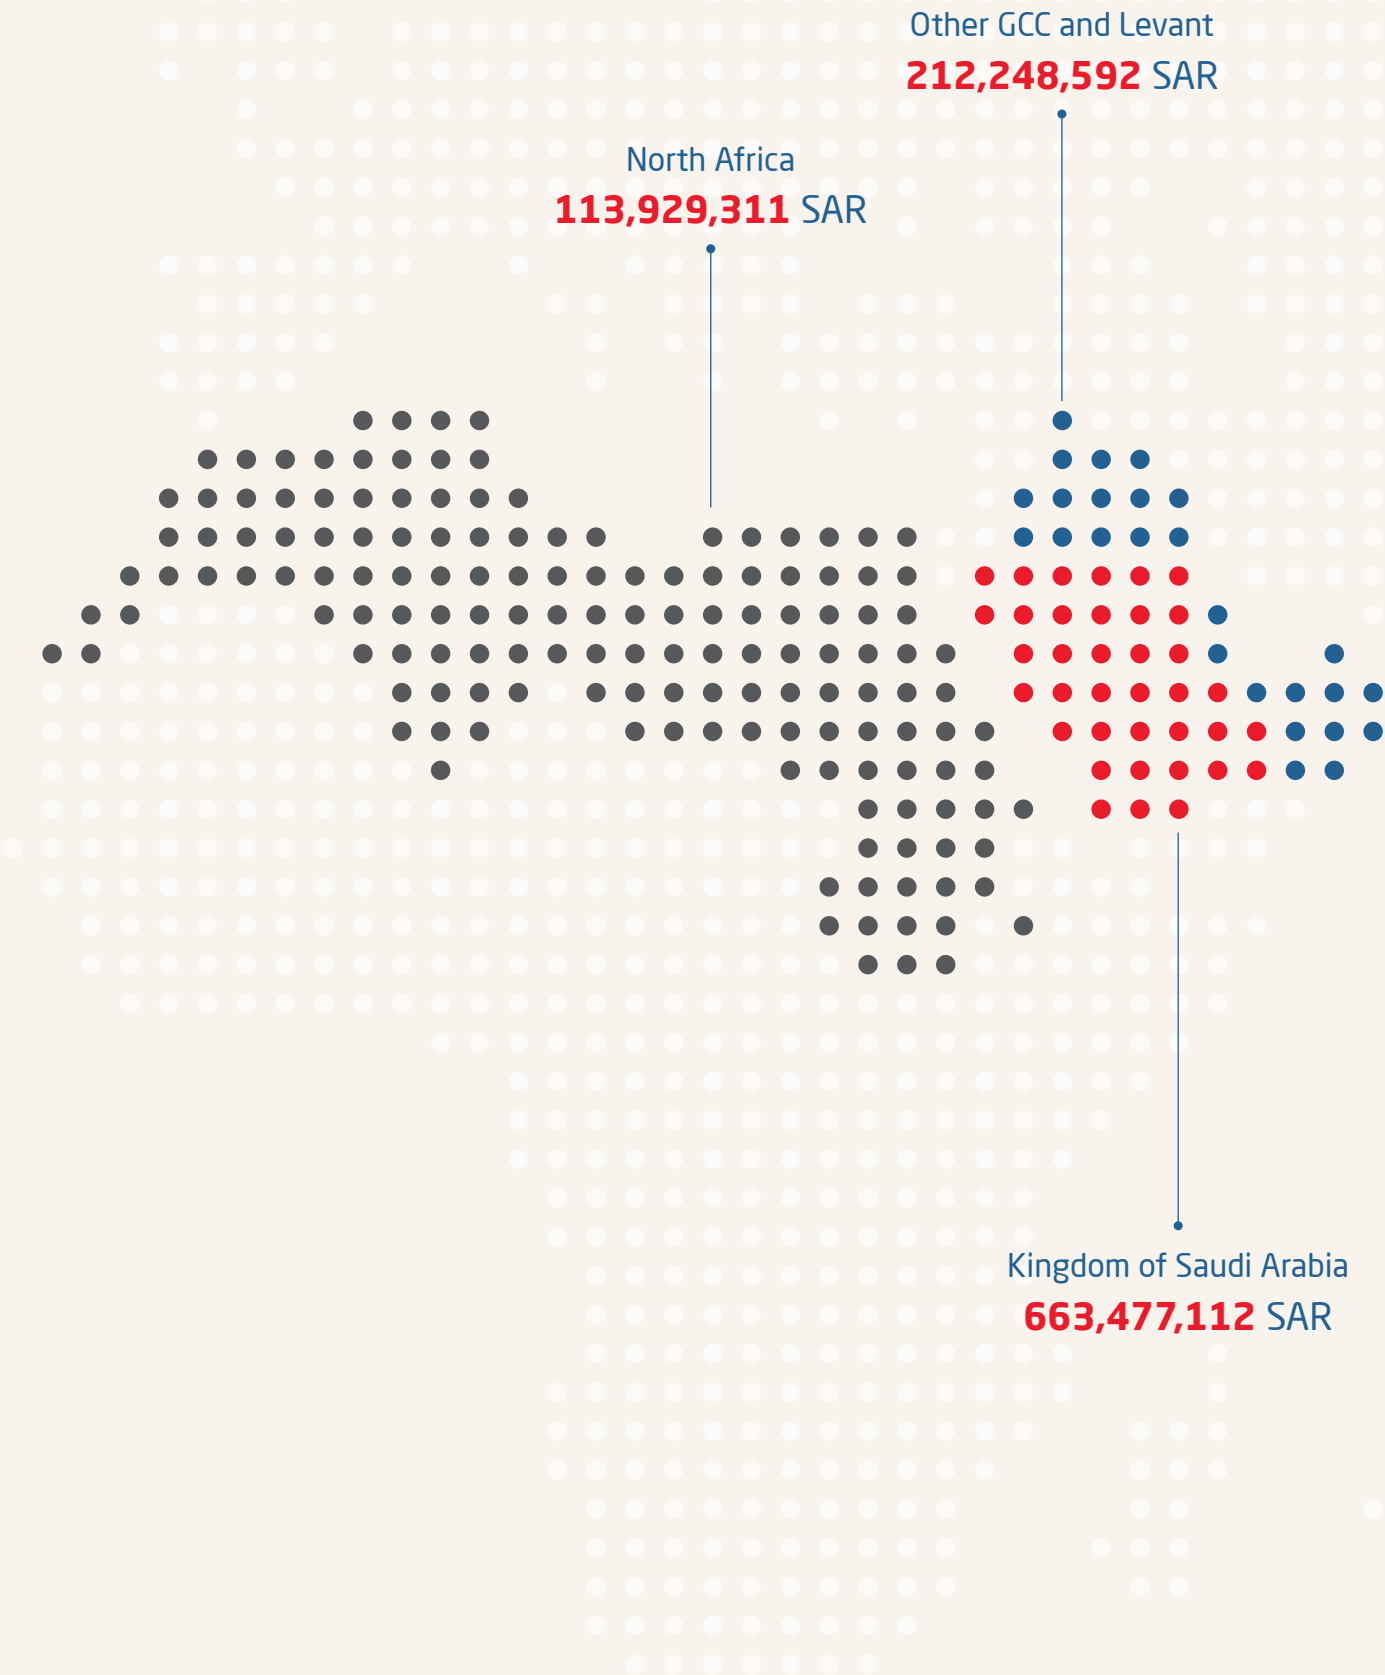 Other GCC and Levant
212,248,592 SAR
North Africa
113,929,311 SAR
Kingdom of Saudi Arabia
663,477,112 SAR